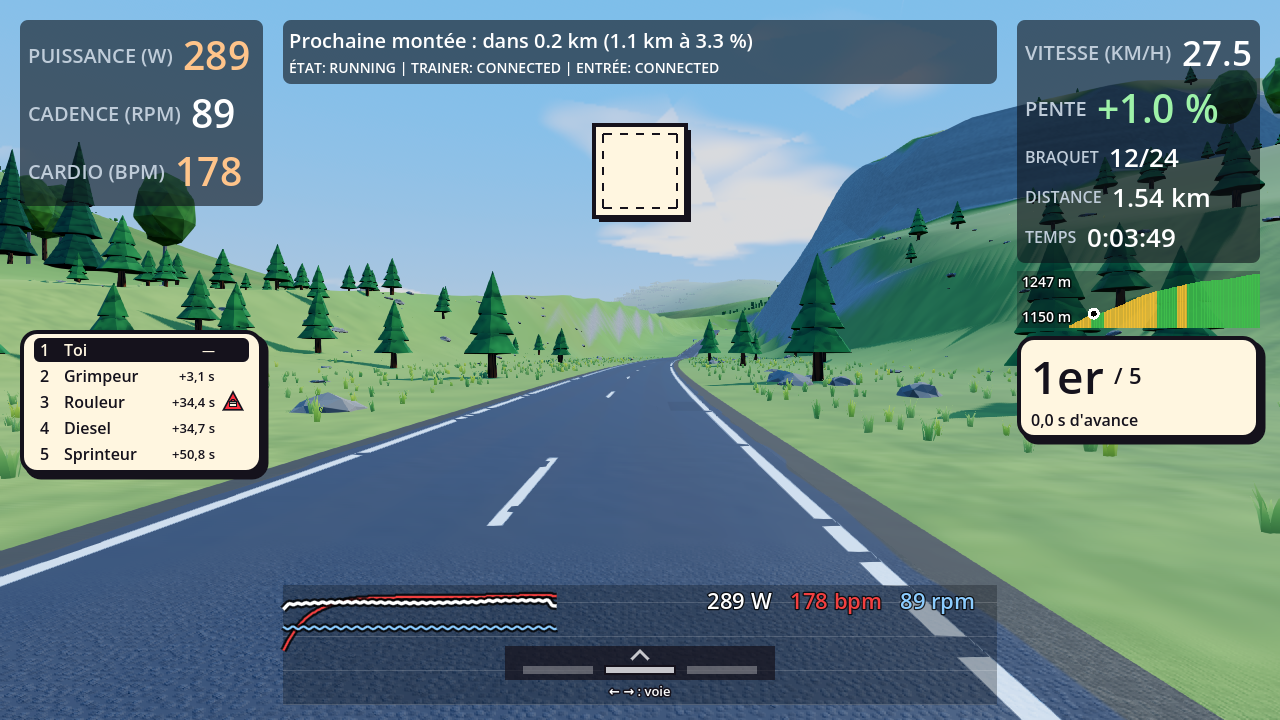 PUISSANCE (W) 289
CADENCE (RPM) 89
CARDIO (BPM) 178
Prochaine montée : dans 0.2 km (1.1 km à 3.3 %)
ÉTAT: RUNNING | TRAINER: CONNECTED | ENTRÉE: CONNECTED
VITESSE (KM/H) 27.5
PENTE +1.0 %
BRAQUET 12/24
DISTANCE 1.54 km
TEMPS 0:03:49
1247 m
1150 m
1 Toi —
2 Grimpeur +3,1 s
3 Rouleur +34,4 s
4 Diesel +34,7 s
5 Sprinteur +50,8 s
1er / 5
0,0 s d'avance
289 W 178 bpm 89 rpm
← → : voie